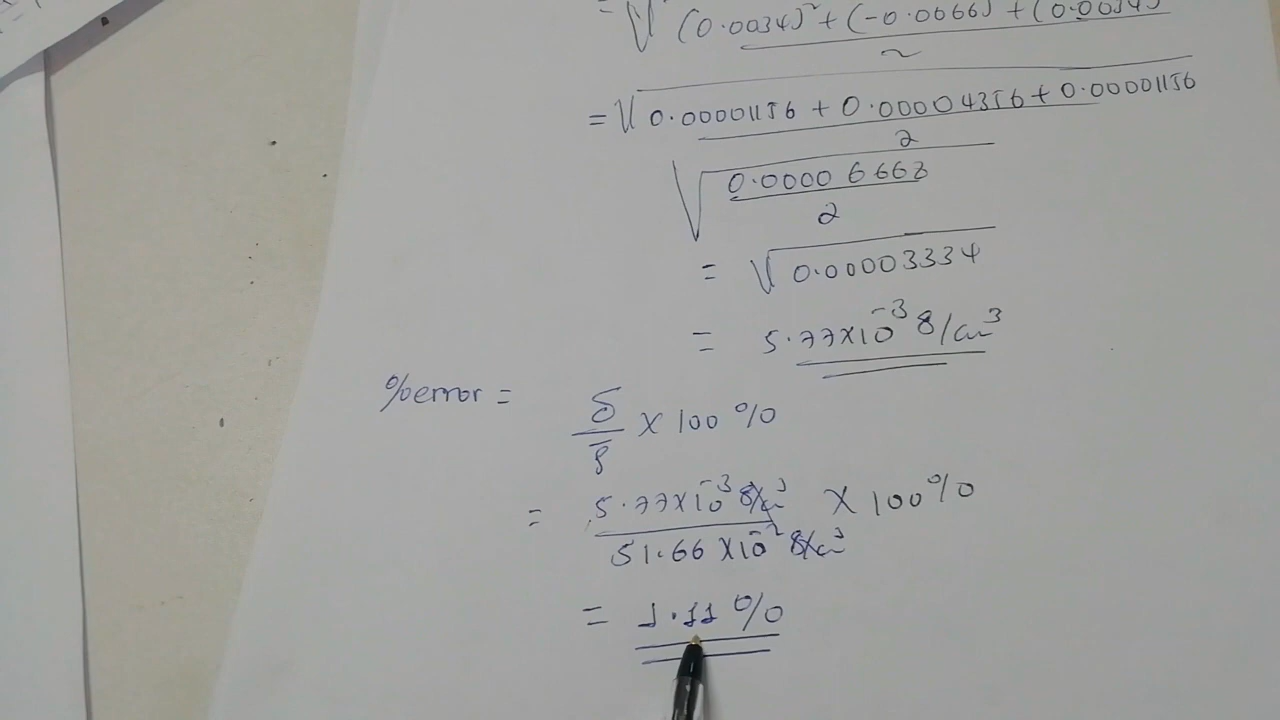 = √ (0.0034)² + (-0.0066) + (0.0034)
2
= √ 0.00001156 + 0.00004356 + 0.00001156
2
√ 0.00006668
2
= √ 0.00003334
= 5.77×10⁻³ g/cm³
%error = δ/ρ̄ × 100 %
= 5.77×10⁻³ g/cm³ × 100%
51.66 ×10⁻² g/cm³
= 1.11 %